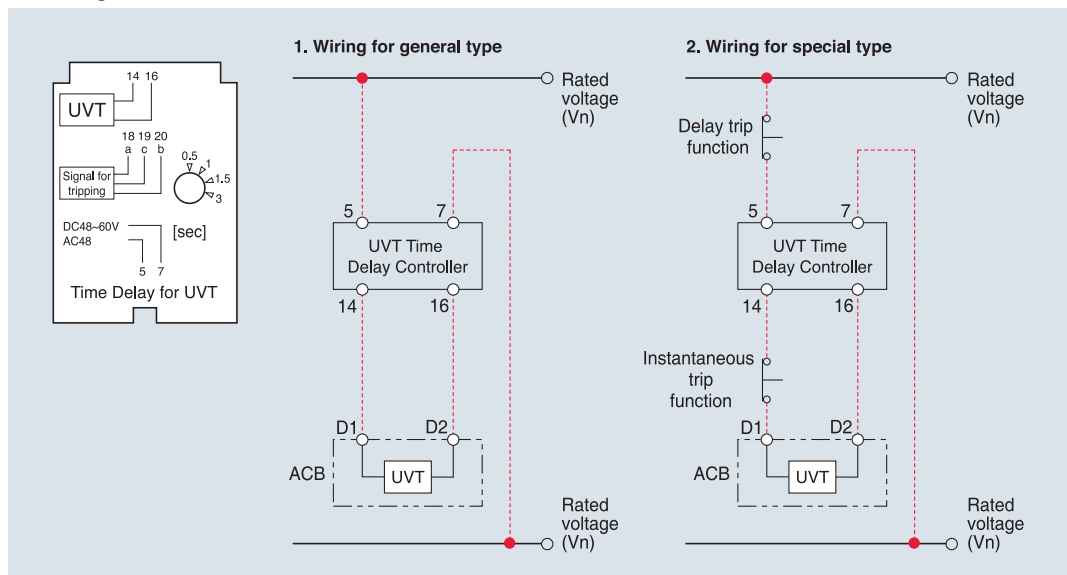 14 16
UVT
18 19 20
a c b
Signal for
tripping
0.5
1
1.5
3
DC48~60V
AC48
[sec]
5 7
Time Delay for UVT
1. Wiring for general type
Rated
voltage
(Vn)
5 7
UVT Time
Delay Controller
14 16
D1 D2
ACB
UVT
Rated
voltage
(Vn)
2. Wiring for special type
Rated
voltage
(Vn)
Delay trip
function
5 7
UVT Time
Delay Controller
14 16
Instantaneous
trip
function
D1 D2
ACB
UVT
Rated
voltage
(Vn)